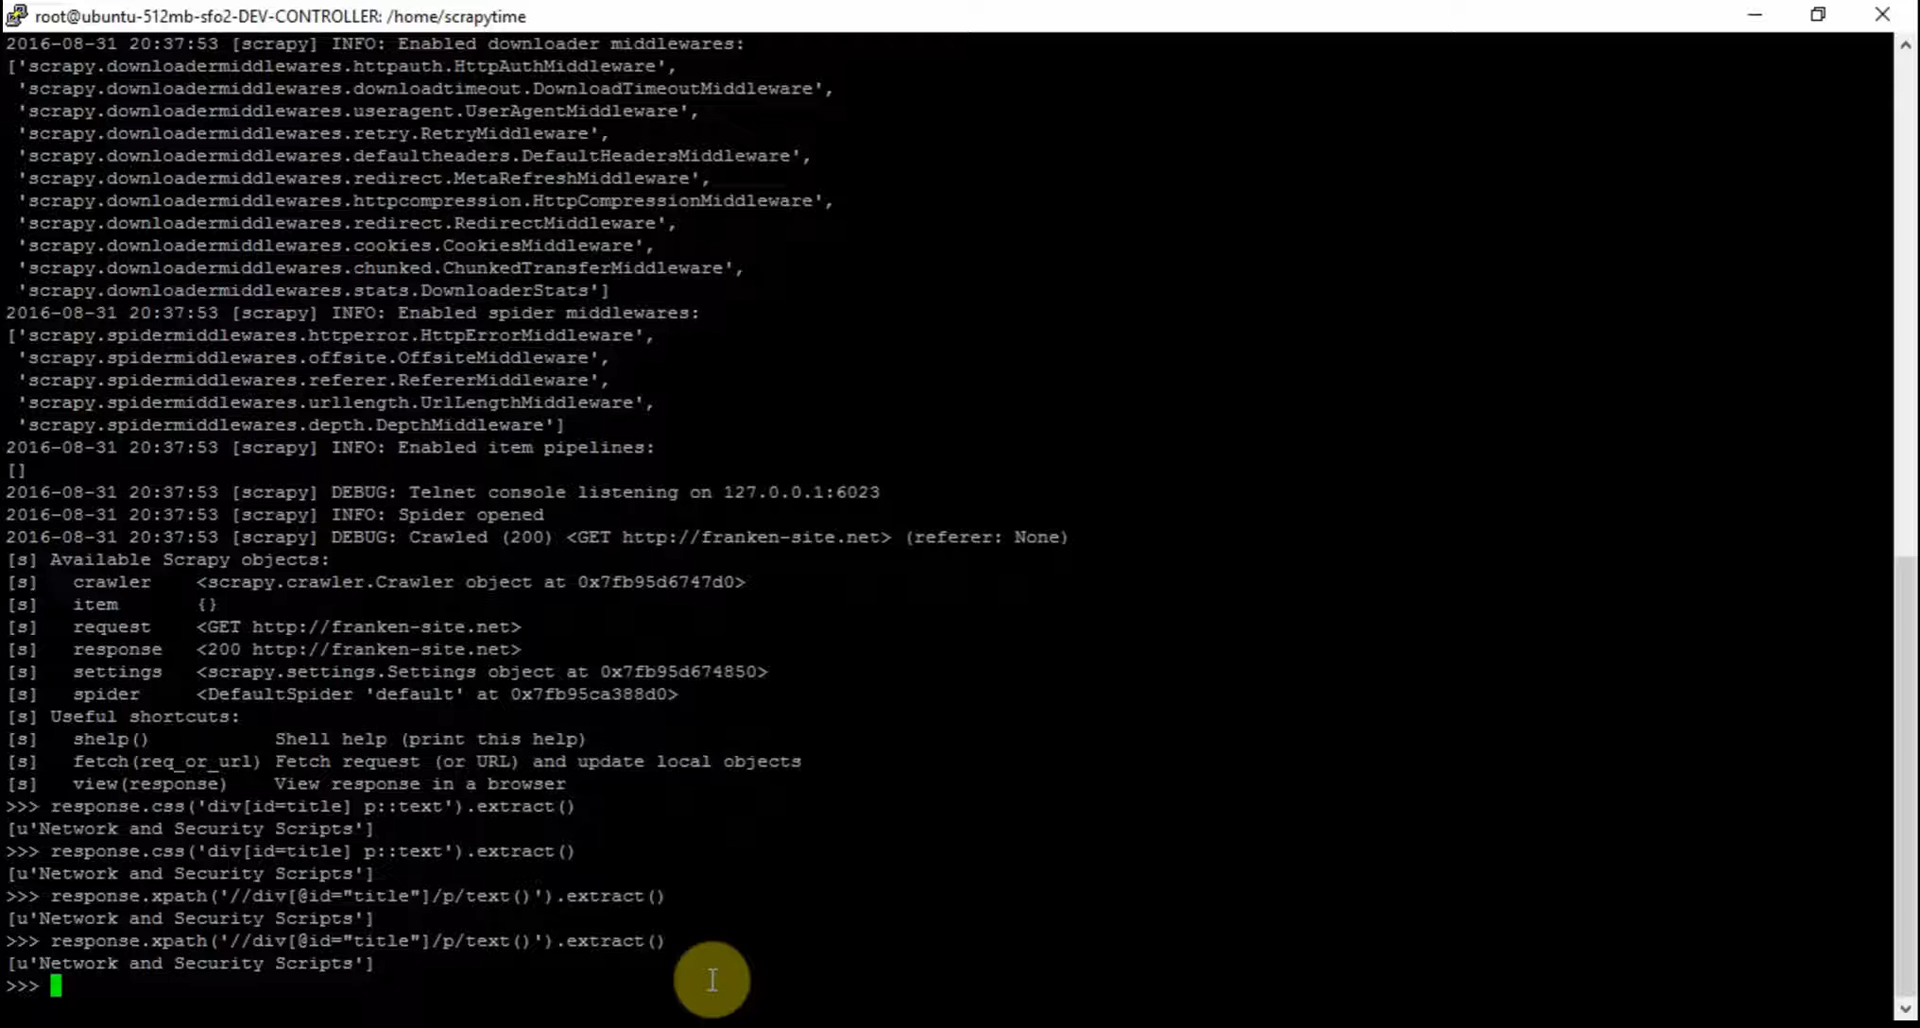 root@ubuntu-512mb-sfo2-DEV-CONTROLLER: /home/scrapytime
2016-08-31 20:37:53 [scrapy] INFO: Enabled downloader middlewares:
['scrapy.downloadermiddlewares.httpauth.HttpAuthMiddleware',
 'scrapy.downloadermiddlewares.downloadtimeout.DownloadTimeoutMiddleware',
 'scrapy.downloadermiddlewares.useragent.UserAgentMiddleware',
 'scrapy.downloadermiddlewares.retry.RetryMiddleware',
 'scrapy.downloadermiddlewares.defaultheaders.DefaultHeadersMiddleware',
 'scrapy.downloadermiddlewares.redirect.MetaRefreshMiddleware',
 'scrapy.downloadermiddlewares.httpcompression.HttpCompressionMiddleware',
 'scrapy.downloadermiddlewares.redirect.RedirectMiddleware',
 'scrapy.downloadermiddlewares.cookies.CookiesMiddleware',
 'scrapy.downloadermiddlewares.chunked.ChunkedTransferMiddleware',
 'scrapy.downloadermiddlewares.stats.DownloaderStats']
2016-08-31 20:37:53 [scrapy] INFO: Enabled spider middlewares:
['scrapy.spidermiddlewares.httperror.HttpErrorMiddleware',
 'scrapy.spidermiddlewares.offsite.OffsiteMiddleware',
 'scrapy.spidermiddlewares.referer.RefererMiddleware',
 'scrapy.spidermiddlewares.urllength.UrlLengthMiddleware',
 'scrapy.spidermiddlewares.depth.DepthMiddleware']
2016-08-31 20:37:53 [scrapy] INFO: Enabled item pipelines:
[]
2016-08-31 20:37:53 [scrapy] DEBUG: Telnet console listening on 127.0.0.1:6023
2016-08-31 20:37:53 [scrapy] INFO: Spider opened
2016-08-31 20:37:53 [scrapy] DEBUG: Crawled (200) <GET http://franken-site.net> (referer: None)
[s] Available Scrapy objects:
[s]   crawler    <scrapy.crawler.Crawler object at 0x7fb95d6747d0>
[s]   item       {}
[s]   request    <GET http://franken-site.net>
[s]   response   <200 http://franken-site.net>
[s]   settings   <scrapy.settings.Settings object at 0x7fb95d674850>
[s]   spider     <DefaultSpider 'default' at 0x7fb95ca388d0>
[s] Useful shortcuts:
[s]   shelp()           Shell help (print this help)
[s]   fetch(req_or_url) Fetch request (or URL) and update local objects
[s]   view(response)    View response in a browser
>>> response.css('div[id=title] p::text').extract()
[u'Network and Security Scripts']
>>> response.css('div[id=title] p::text').extract()
[u'Network and Security Scripts']
>>> response.xpath('//div[@id="title"]/p/text()').extract()
[u'Network and Security Scripts']
>>> response.xpath('//div[@id="title"]/p/text()').extract()
[u'Network and Security Scripts']
>>>